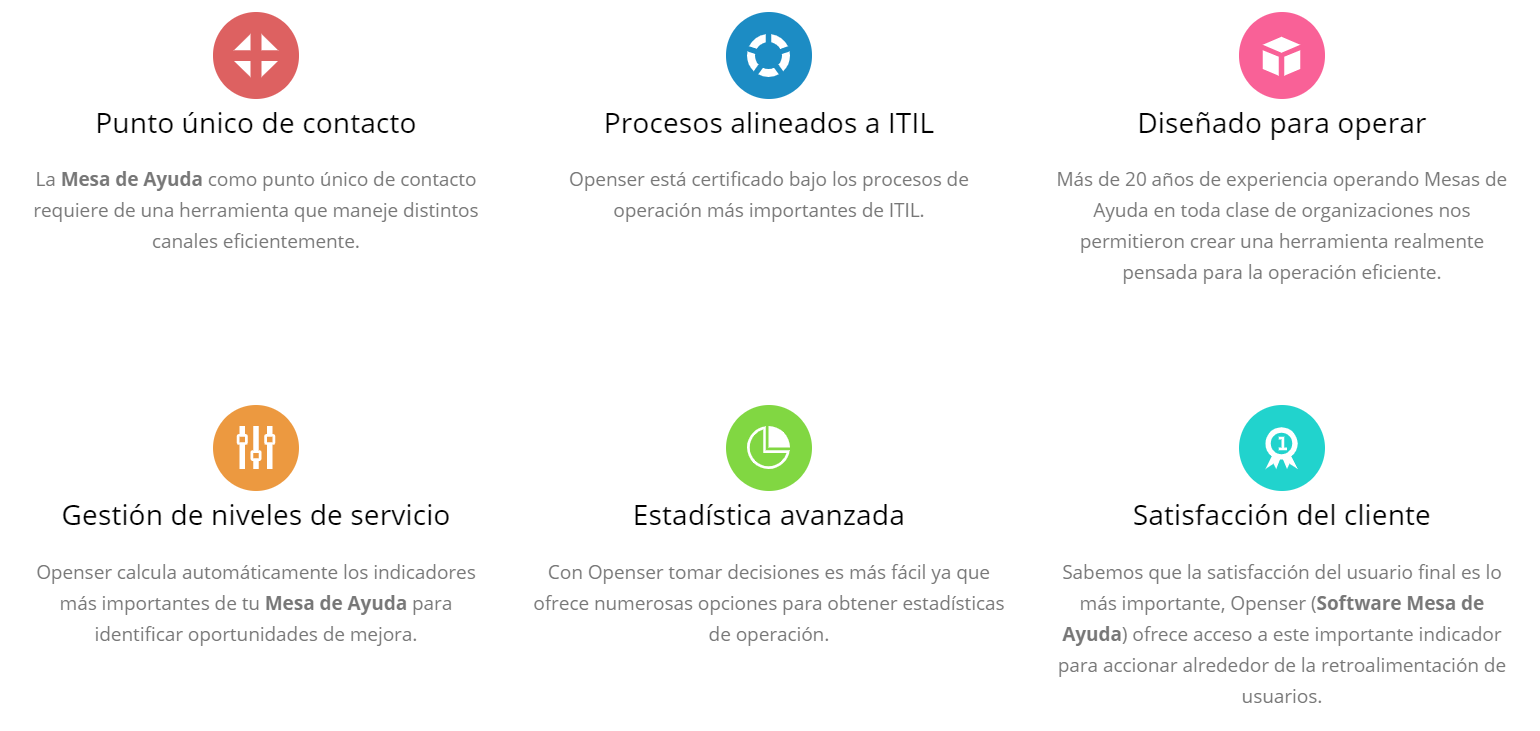 Punto único de contacto
La Mesa de Ayuda como punto único de contacto
requiere de una herramienta que maneje distintos
canales eficientemente.
Procesos alineados a ITIL
Openser está certificado bajo los procesos de
operación más importantes de ITIL.
Diseñado para operar
Más de 20 años de experiencia operando Mesas de
Ayuda en toda clase de organizaciones nos
permitieron crear una herramienta realmente
pensada para la operación eficiente.
Gestión de niveles de servicio
Openser calcula automáticamente los indicadores
más importantes de tu Mesa de Ayuda para
identificar oportunidades de mejora.
Estadística avanzada
Con Openser tomar decisiones es más fácil ya que
ofrece numerosas opciones para obtener estadísticas
de operación.
1
Satisfacción del cliente
Sabemos que la satisfacción del usuario final es lo
más importante, Openser (Software Mesa de
Ayuda) ofrece acceso a este importante indicador
para accionar alrededor de la retroalimentación de
usuarios.